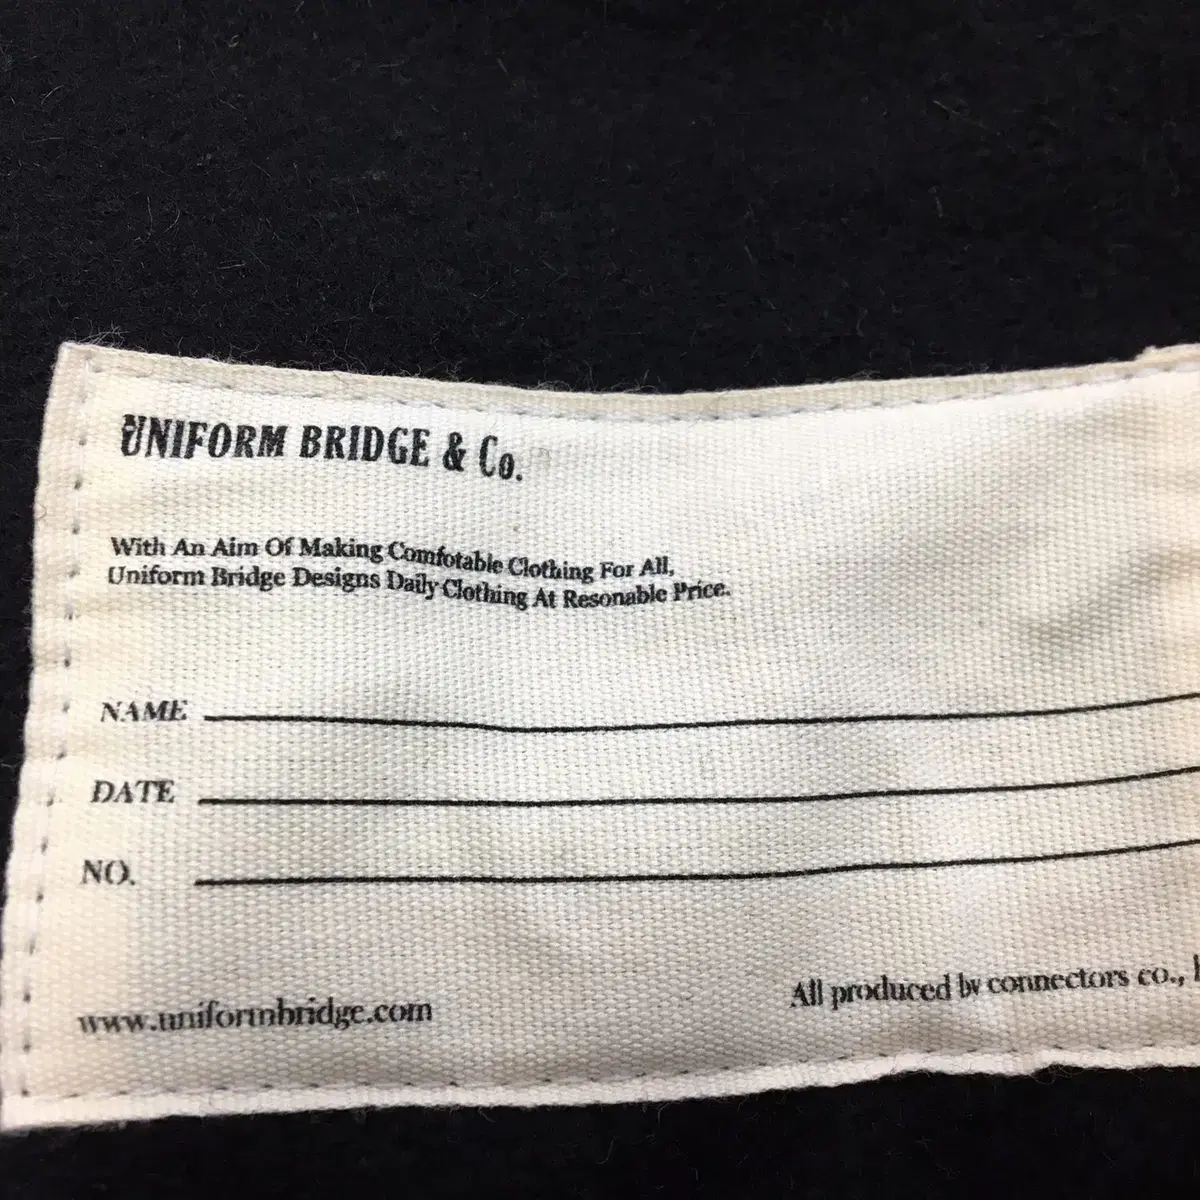 UNIFORM BRIDGE & Co.
With An Aim Of Making Comfotable Clothing For All,
Uniform Bridge Designs Daily Clothing At Resonable Price.
NAME
DATE
NO.
www.uniformbridge.com
All produced by connectors co.,